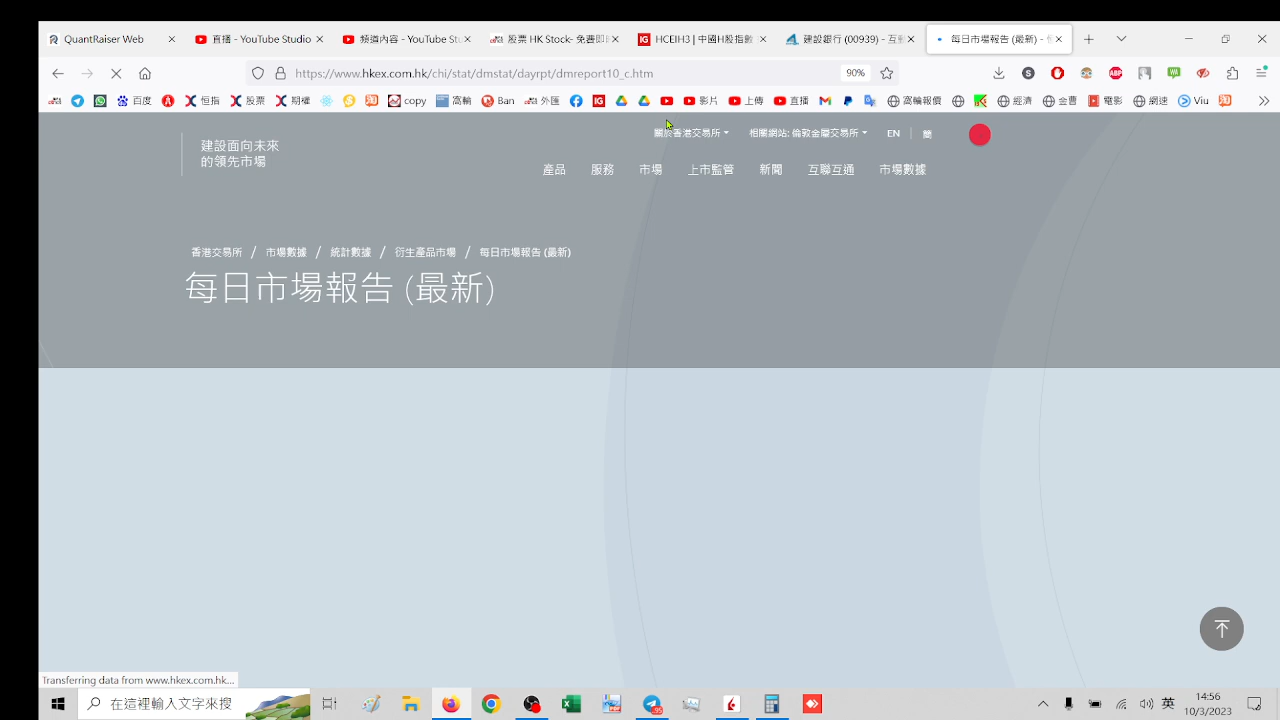 QuantRaiser Web
直播 - YouTube Studio
頻道內容 - YouTube Stu
股票 HK Stock- 免費即
HCEIH3 | 中國H股指數
建設銀行 (00939) - 互
每日市場報告 (最新) -
https://www.hkex.com.hk/chi/stat/dmstat/dayrpt/dmreport10_c.htm
90%
百度 恒指 股票 期權 copy 窩輪 Ban 外匯 IG 影片 上傳 直播 窩輪報價 經濟 金曹 電影 網速 Viu
建設面向未來
的領先市場
關於香港交易所 相關網站: 倫敦金屬交易所 EN 簡
產品 服務 市場 上市監管 新聞 互聯互通 市場數據
香港交易所 / 市場數據 / 統計數據 / 衍生產品市場 / 每日市場報告 (最新)
每日市場報告 (最新)
Transferring data from www.hkex.com.hk...
在這裡輸入文字來搜
英
14:56
10/3/2023